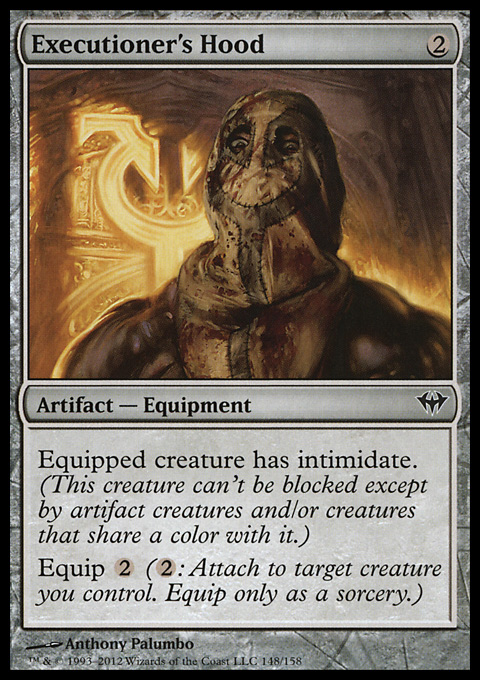 Executioner's Hood 2
Artifact — Equipment
Equipped creature has intimidate.
(This creature can't be blocked except
by artifact creatures and/or creatures
that share a color with it.)
Equip 2 (2: Attach to target creature
you control. Equip only as a sorcery.)
Anthony Palumbo
™ & © 1993–2012 Wizards of the Coast LLC 148/158